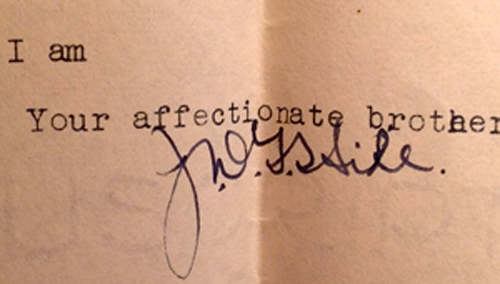 I am
Your affectionate brother